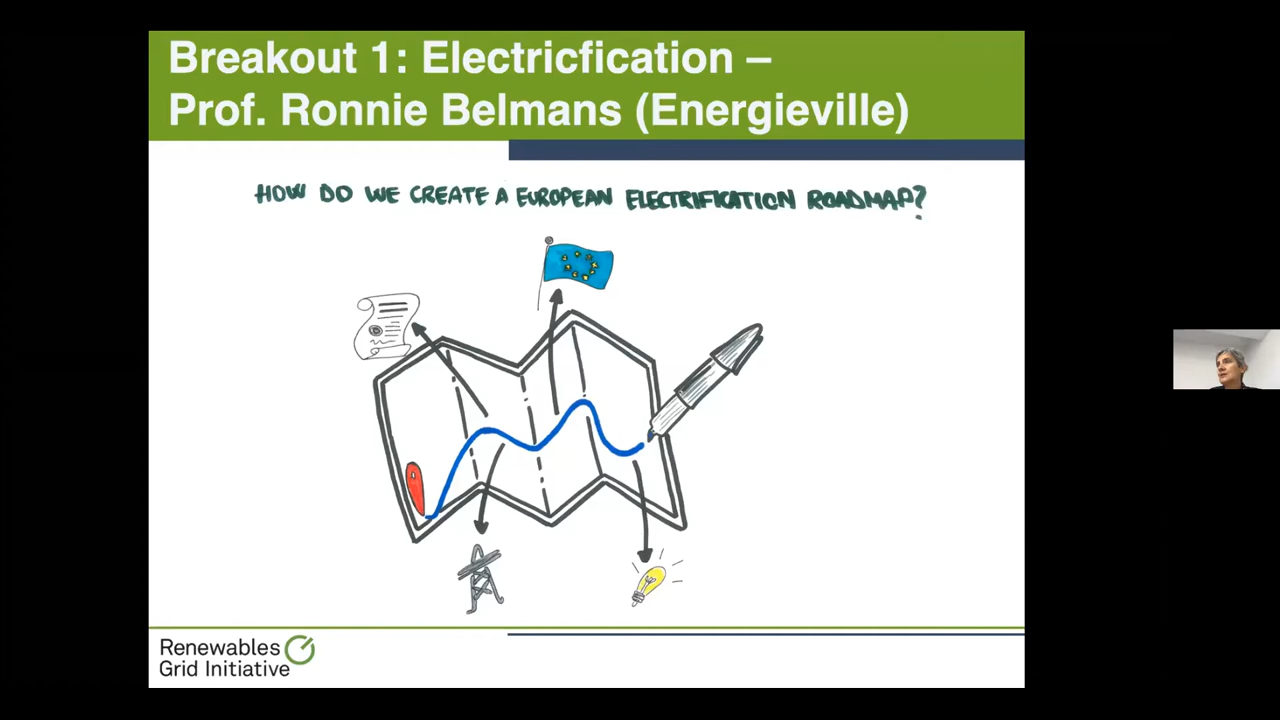 Breakout 1: Electricfication –
Prof. Ronnie Belmans (Energieville)
HOW DO WE CREATE A EUROPEAN ELECTRIFICATION ROADMAP?
Renewables
Grid Initiative